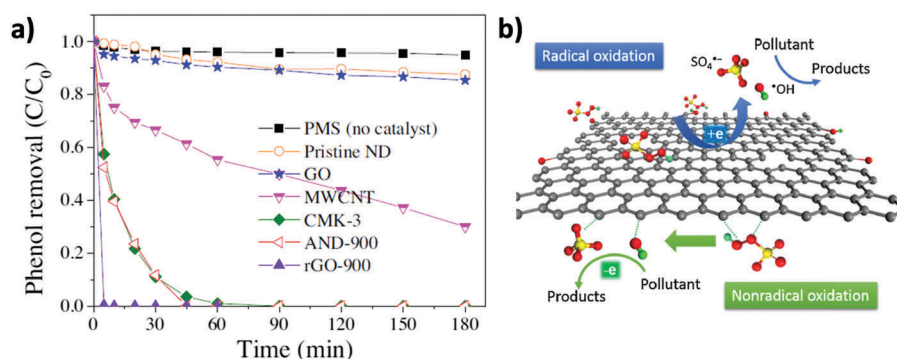 a)
Phenol removal (C/C₀)
1.0
0.8
0.6
0.4
0.2
0.0
PMS (no catalyst)
Pristine ND
GO
MWCNT
CMK-3
AND-900
rGO-900
0 30 60 90 120 150 180
Time (min)
b)
Radical oxidation
SO₄•⁻
Pollutant
Products
•OH
+e
-e
Products
Pollutant
Nonradical oxidation